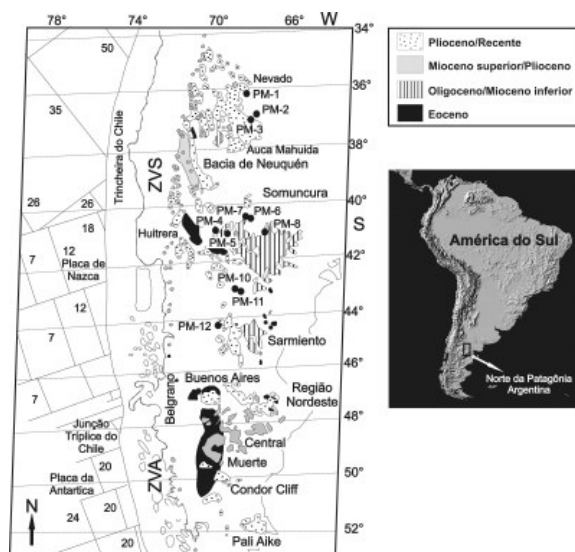 78° 74° 70° 66° W
34°
50
Nevado
PM-1
PM-2
PM-3
36°
35
Trincheira do Chile
ZVS
Auca Mahuida
Bacia de Neuquén
38°
26
26
18
Somuncura
40°
PM-7
PM-6
PM-4
PM-8
S
Huitrera
PM-5
7
12
Placa de
Nazca
42°
PM-10
PM-11
12
44°
PM-12
7
Sarmiento
46°
Belgrano
Buenos Aires
Região
Nordeste
7
48°
Junção
Tríplice do
Chile
Central
Muerte
20
ZVA
50°
Placa da
Antartica
Condor Cliff
20
N
24
52°
20
Pali Aike
Plioceno/Recente
Mioceno superior/Plioceno
Oligoceno/Mioceno inferior
Eoceno
América do Sul
Norte da Patagônia
Argentina